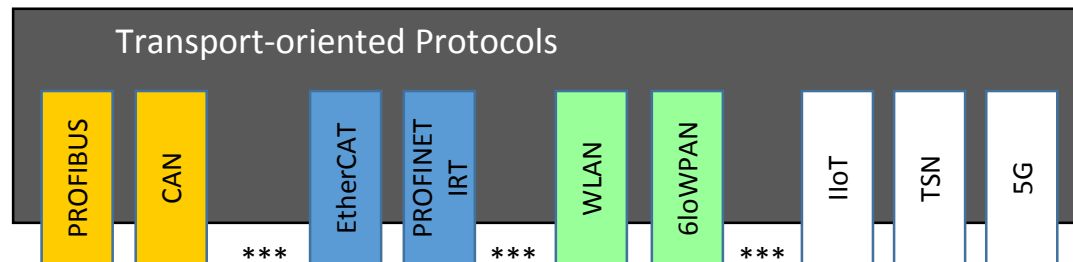 Transport-oriented Protocols
PROFIBUS
CAN
***
EtherCAT
PROFINET
IRT
***
WLAN
6loWPAN
***
IIoT
TSN
5G